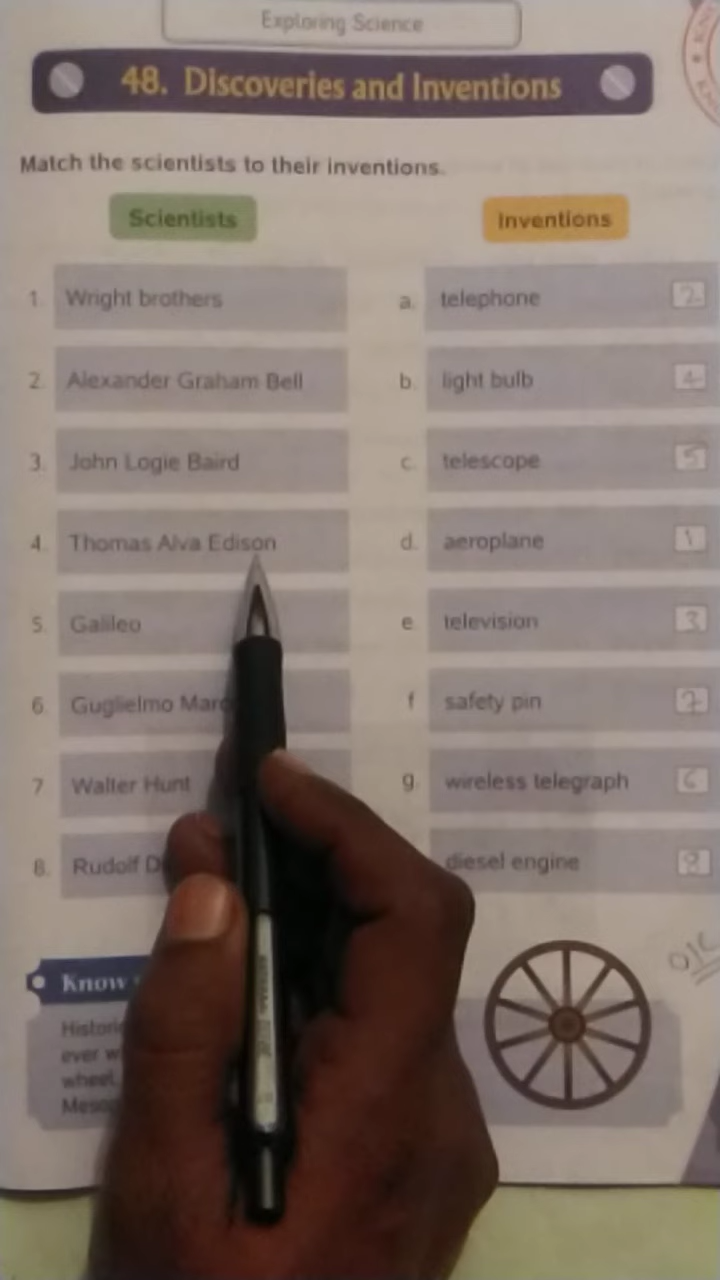 Exploring Science
48. Discoveries and Inventions
Match the scientists to their inventions.
Scientists
Inventions
1. Wright brothers
a. telephone 2
2. Alexander Graham Bell
b. light bulb 4
3. John Logie Baird
c. telescope 5
4. Thomas Alva Edison
d. aeroplane 1
5. Galileo
e. television 3
6. Guglielmo
f safety pin 7
7 Walter Hunt
g. wireless telegraph 6
8. Rudolf
diesel engine 8
Know
ever
wheel